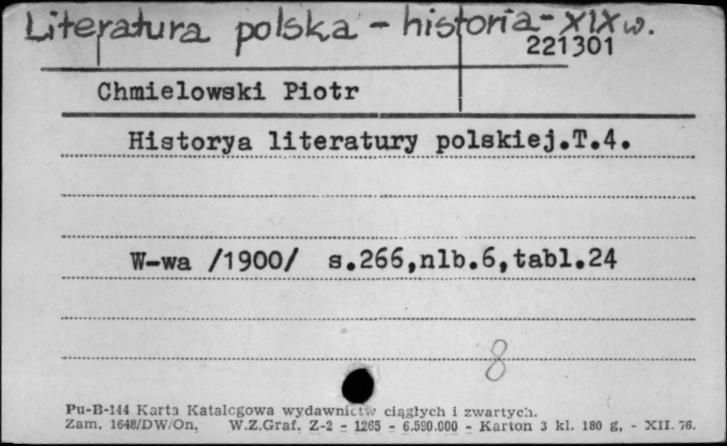 Literatura polska - historia - XIX w.
221301
Chmielowski Piotr
Historya literatury polskiej.T.4.
W-wa /1900/ s.266,nlb.6,tabl.24
8
Pu-B-144 Karta Katalogowa wydawnictw ciągłych i zwartych.
Zam. 1648/DW/On. W.Z.Graf. Z-2 - 1265 - 6.590.000 - Karton 3 kl. 180 g, - XII. 76.